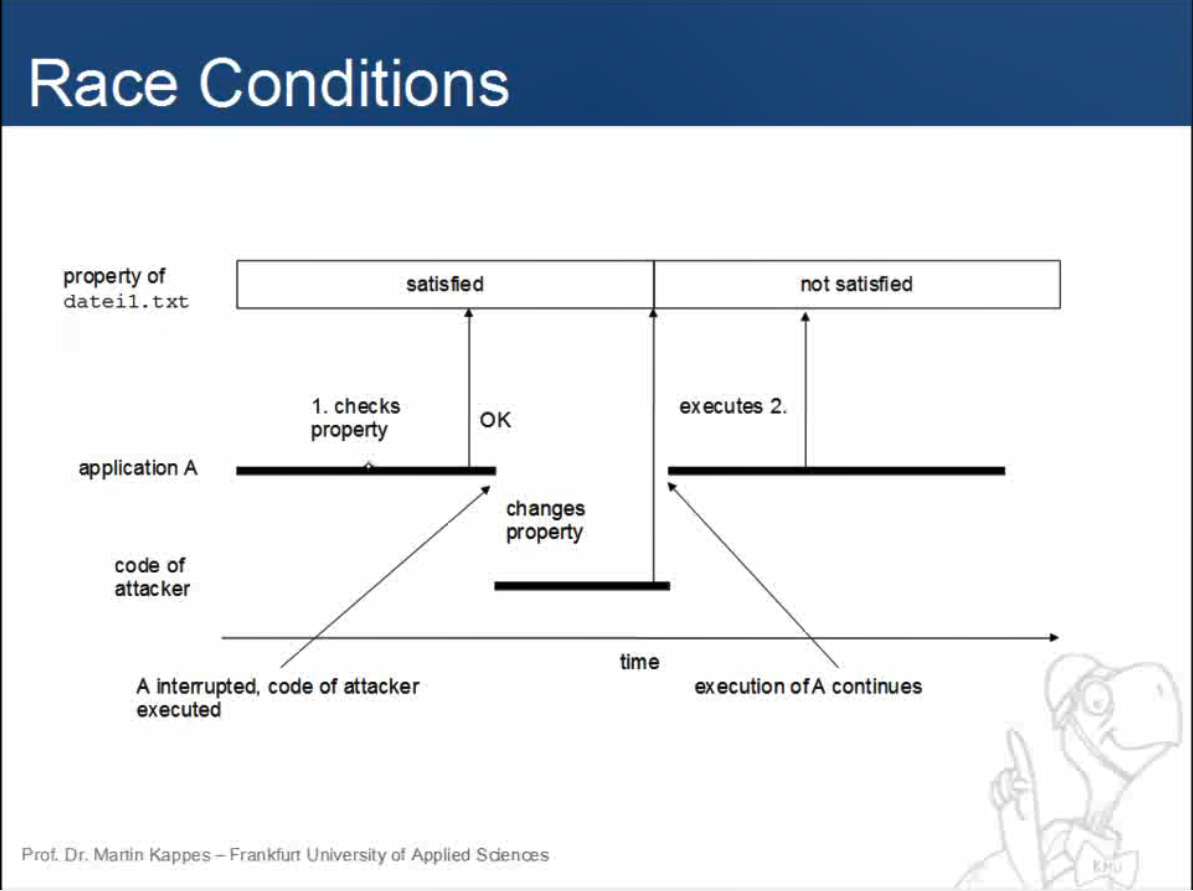 Race Conditions
property of
datei1.txt
satisfied
not satisfied
1. checks
property
OK
executes 2.
application A
changes
property
code of
attacker
time
A interrupted, code of attacker
executed
execution of A continues
Prof. Dr. Martin Kappes – Frankfurt University of Applied Sciences
KMU